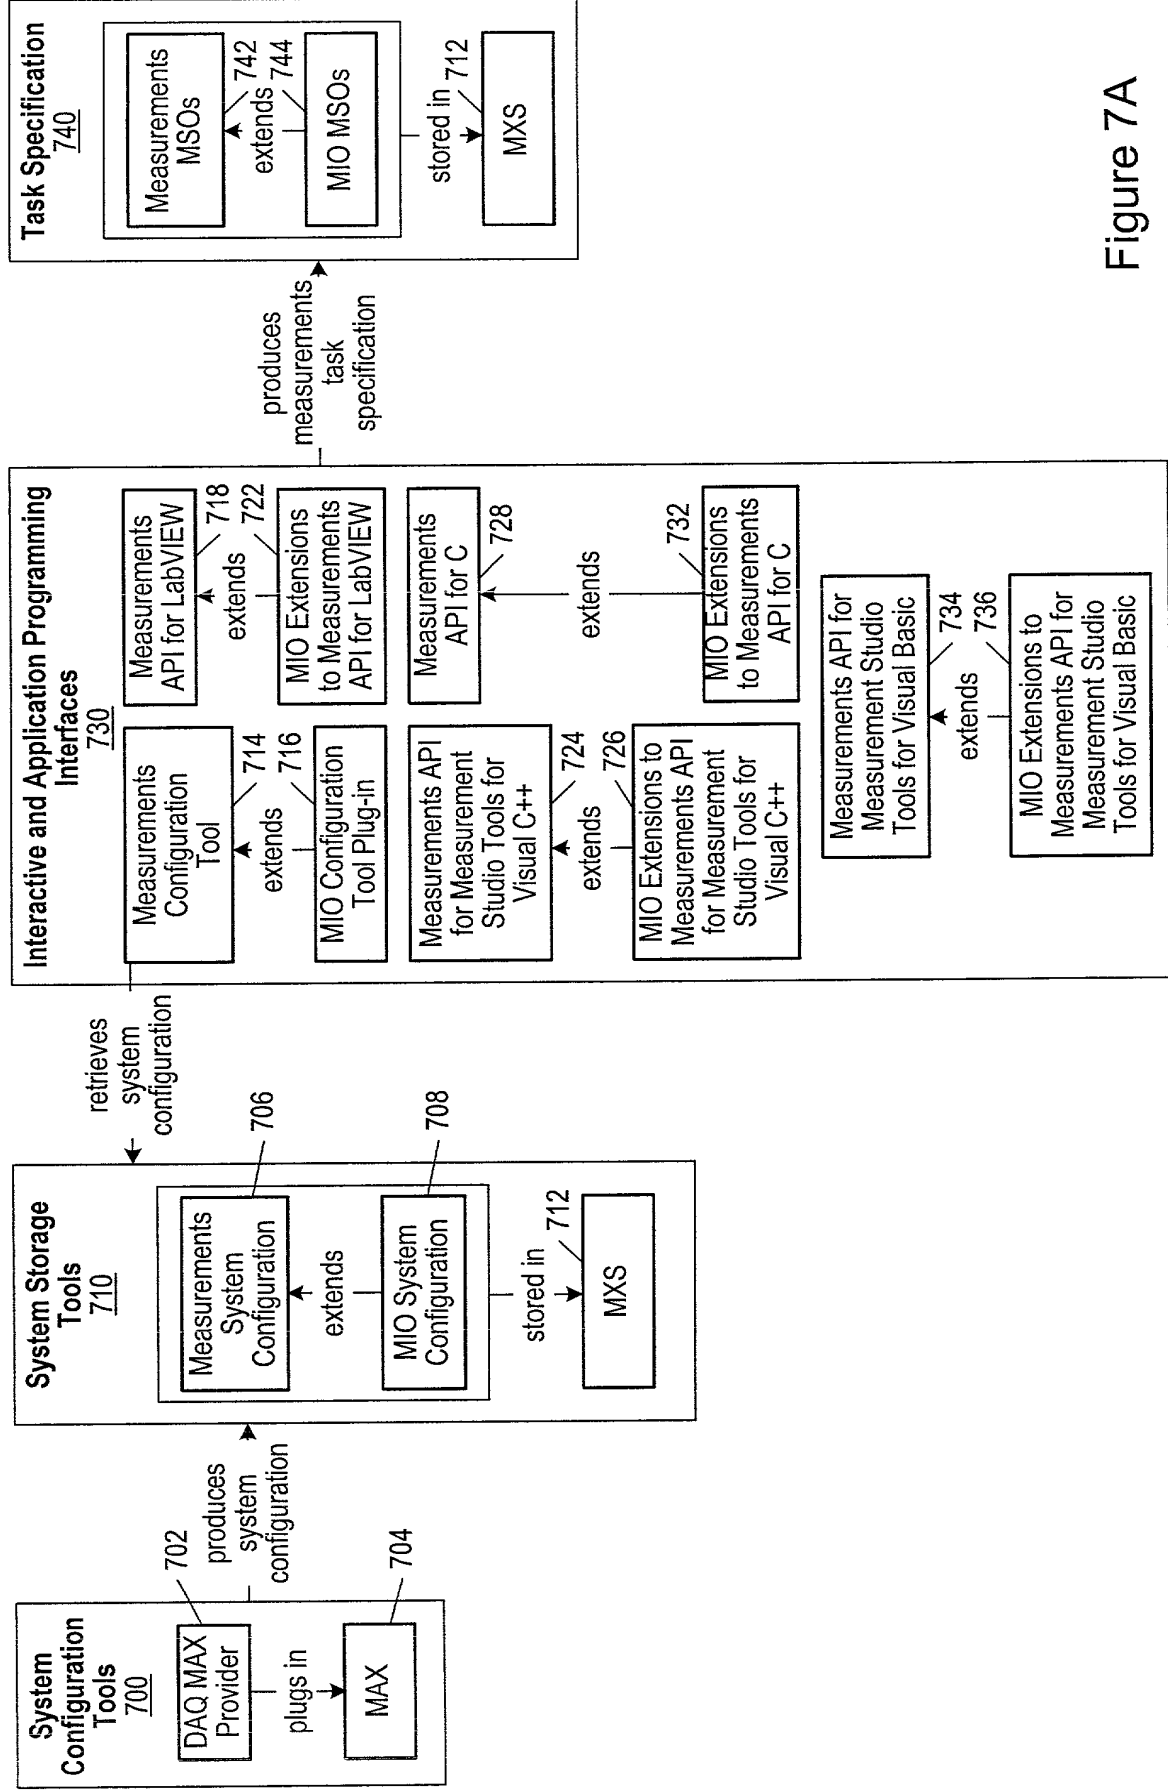 System
Configuration
Tools
700
DAQ MAX
Provider
702
plugs in
MAX
704
produces
system
configuration
System Storage
Tools
710
Measurements
System
Configuration
706
extends
MIO System
Configuration
708
stored in
712
MXS
retrieves
system
configuration
Interactive and Application Programming
Interfaces
730
Measurements
Configuration
Tool
714
extends
716
MIO Configuration
Tool Plug-in
Measurements
API for LabVIEW
718
extends
722
MIO Extensions
to Measurements
API for LabVIEW
Measurements API
for Measurement
Studio Tools for
Visual C++
724
extends
726
MIO Extensions to
Measurements API
for Measurement
Studio Tools for
Visual C++
Measurements
API for C
728
extends
732
MIO Extensions
to Measurements
API for C
Measurements API for
Measurement Studio
Tools for Visual Basic
734
extends
736
MIO Extensions to
Measurements API for
Measurement Studio
Tools for Visual Basic
produces
measurements
task
specification
Task Specification
740
Measurements
MSOs
742
extends
744
MIO MSOs
stored in
712
MXS
Figure 7A